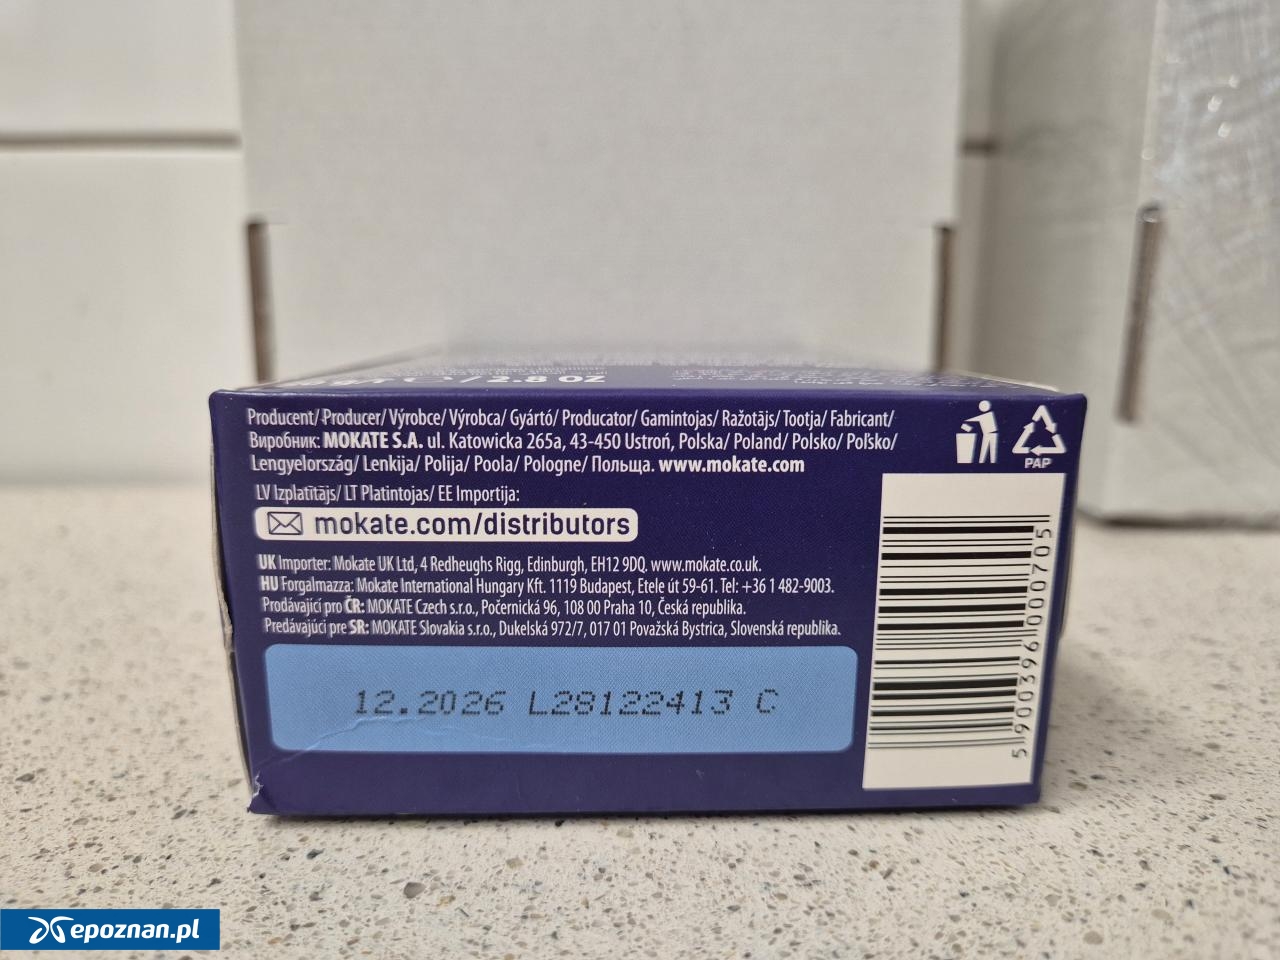 / 2.8 OZ
Producent/ Producer/ Výrobce/ Výrobca/ Gyártó/ Producator/ Gamintojas/ Ražotājs/ Tootja/ Fabricant/
Виробник: MOKATE S.A. ul. Katowicka 265a, 43-450 Ustroń, Polska/ Poland/ Polsko/ Poľsko/
Lengyelország/ Lenkija/ Polija/ Poola/ Pologne/ Польща. www.mokate.com
PAP
LV Izplatītājs/ LT Platintojas/ EE Importija:
mokate.com/distributors
UK Importer: Mokate UK Ltd, 4 Redheughs Rigg, Edinburgh, EH12 9DQ. www.mokate.co.uk.
HU Forgalmazza: Mokate International Hungary Kft. 1119 Budapest, Etele út 59-61. Tel: +36 1 482-9003.
Prodávající pro ČR: MOKATE Czech s.r.o., Počernická 96, 108 00 Praha 10, Česká republika.
Predávajúci pre SR: MOKATE Slovakia s.r.o., Dukelská 972/7, 017 01 Považská Bystrica, Slovenská republika.
12.2026 L28122413 C
5 900396 000705
epoznan.pl